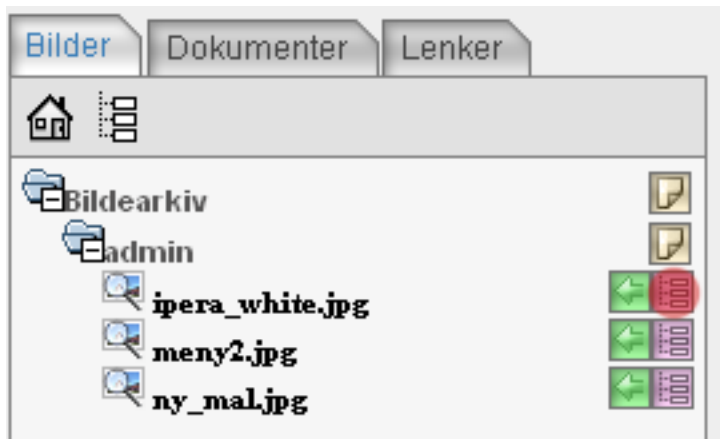 Bilder Dokumenter Lenker
Bildearkiv
admin
ipera_white.jpg
meny2.jpg
ny_mal.jpg